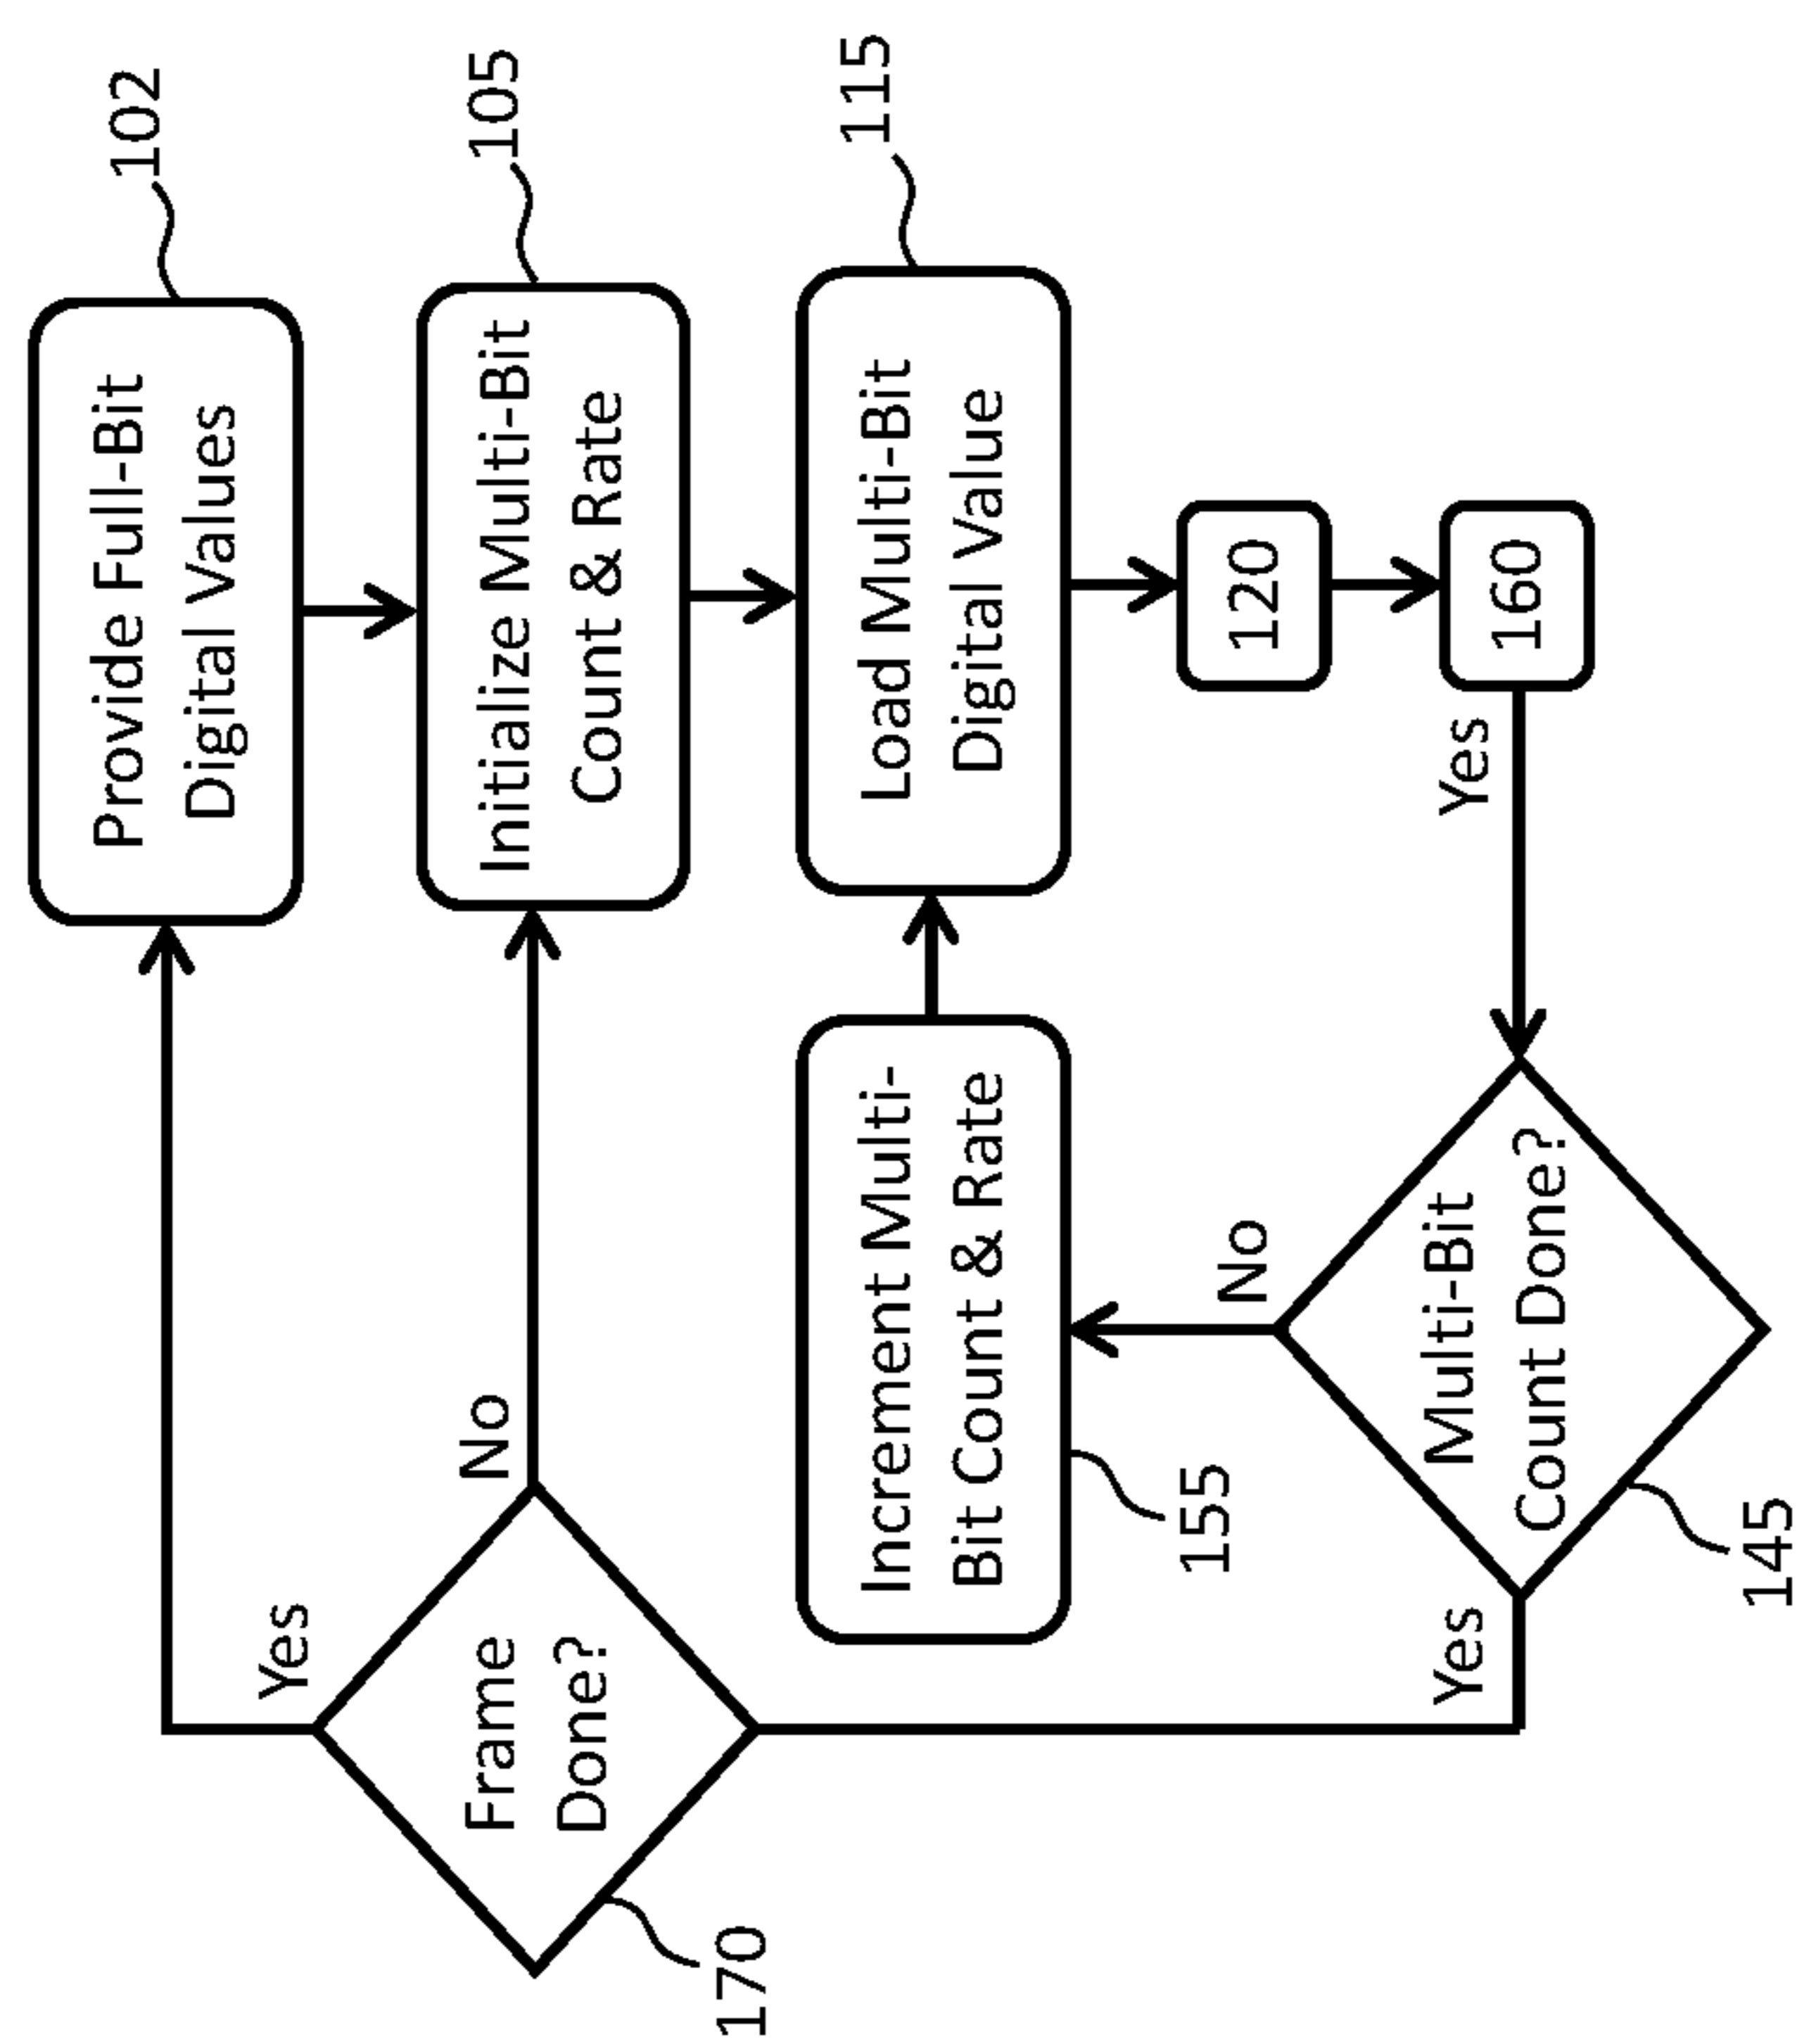 Provide Full-Bit
Digital Values
102
Initialize Multi-Bit
Count & Rate
105
Load Multi-Bit
Digital Value
115
120
160
Yes
Multi-Bit
Count Done?
145
No
Increment Multi-
Bit Count & Rate
155
Yes
Frame
Done?
170
No
Yes